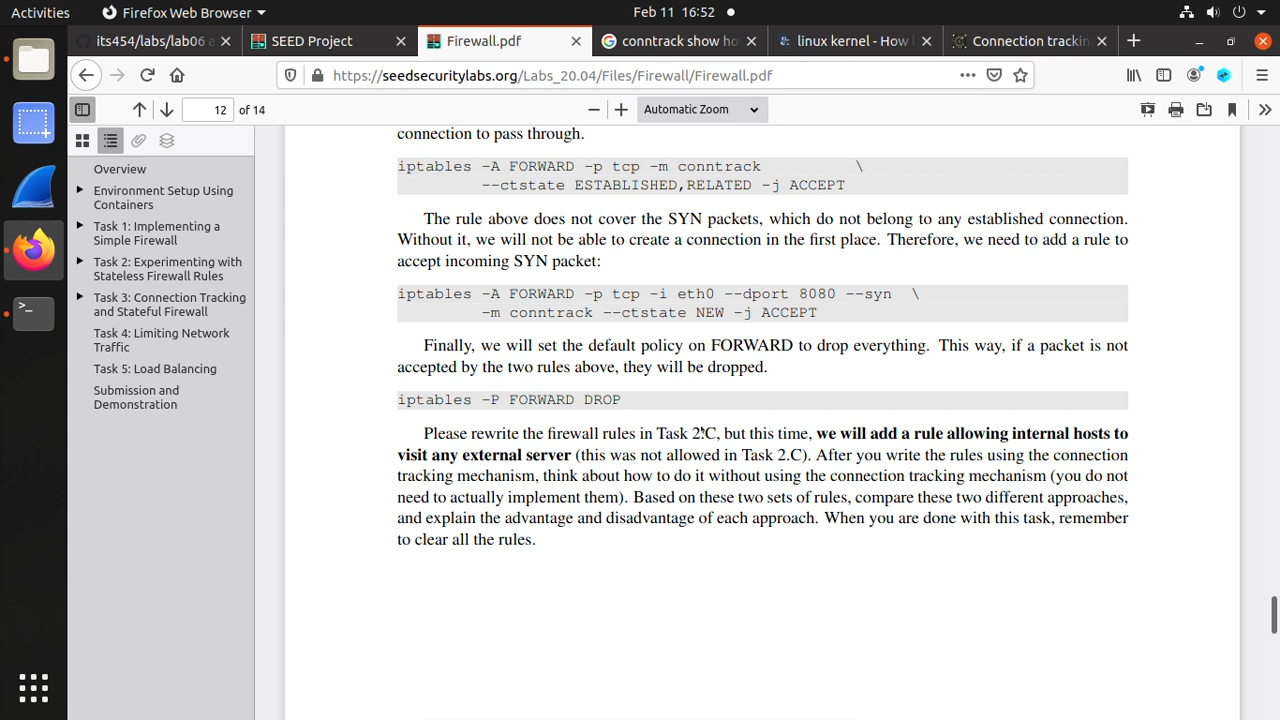 Activities
Firefox Web Browser
Feb 11 16:52
its454/labs/lab06 a
SEED Project
Firewall.pdf
conntrack show ho
linux kernel - How I
Connection trackin
https://seedsecuritylabs.org/Labs_20.04/Files/Firewall/Firewall.pdf
12 of 14
Automatic Zoom
Overview
Environment Setup Using
Containers
Task 1: Implementing a
Simple Firewall
Task 2: Experimenting with
Stateless Firewall Rules
Task 3: Connection Tracking
and Stateful Firewall
Task 4: Limiting Network
Traffic
Task 5: Load Balancing
Submission and
Demonstration
connection to pass through.
iptables -A FORWARD -p tcp -m conntrack \
--ctstate ESTABLISHED,RELATED -j ACCEPT
The rule above does not cover the SYN packets, which do not belong to any established connection.
Without it, we will not be able to create a connection in the first place. Therefore, we need to add a rule to
accept incoming SYN packet:
iptables -A FORWARD -p tcp -i eth0 --dport 8080 --syn \
-m conntrack --ctstate NEW -j ACCEPT
Finally, we will set the default policy on FORWARD to drop everything. This way, if a packet is not
accepted by the two rules above, they will be dropped.
iptables -P FORWARD DROP
Please rewrite the firewall rules in Task 2.C, but this time, we will add a rule allowing internal hosts to
visit any external server (this was not allowed in Task 2.C). After you write the rules using the connection
tracking mechanism, think about how to do it without using the connection tracking mechanism (you do not
need to actually implement them). Based on these two sets of rules, compare these two different approaches,
and explain the advantage and disadvantage of each approach. When you are done with this task, remember
to clear all the rules.